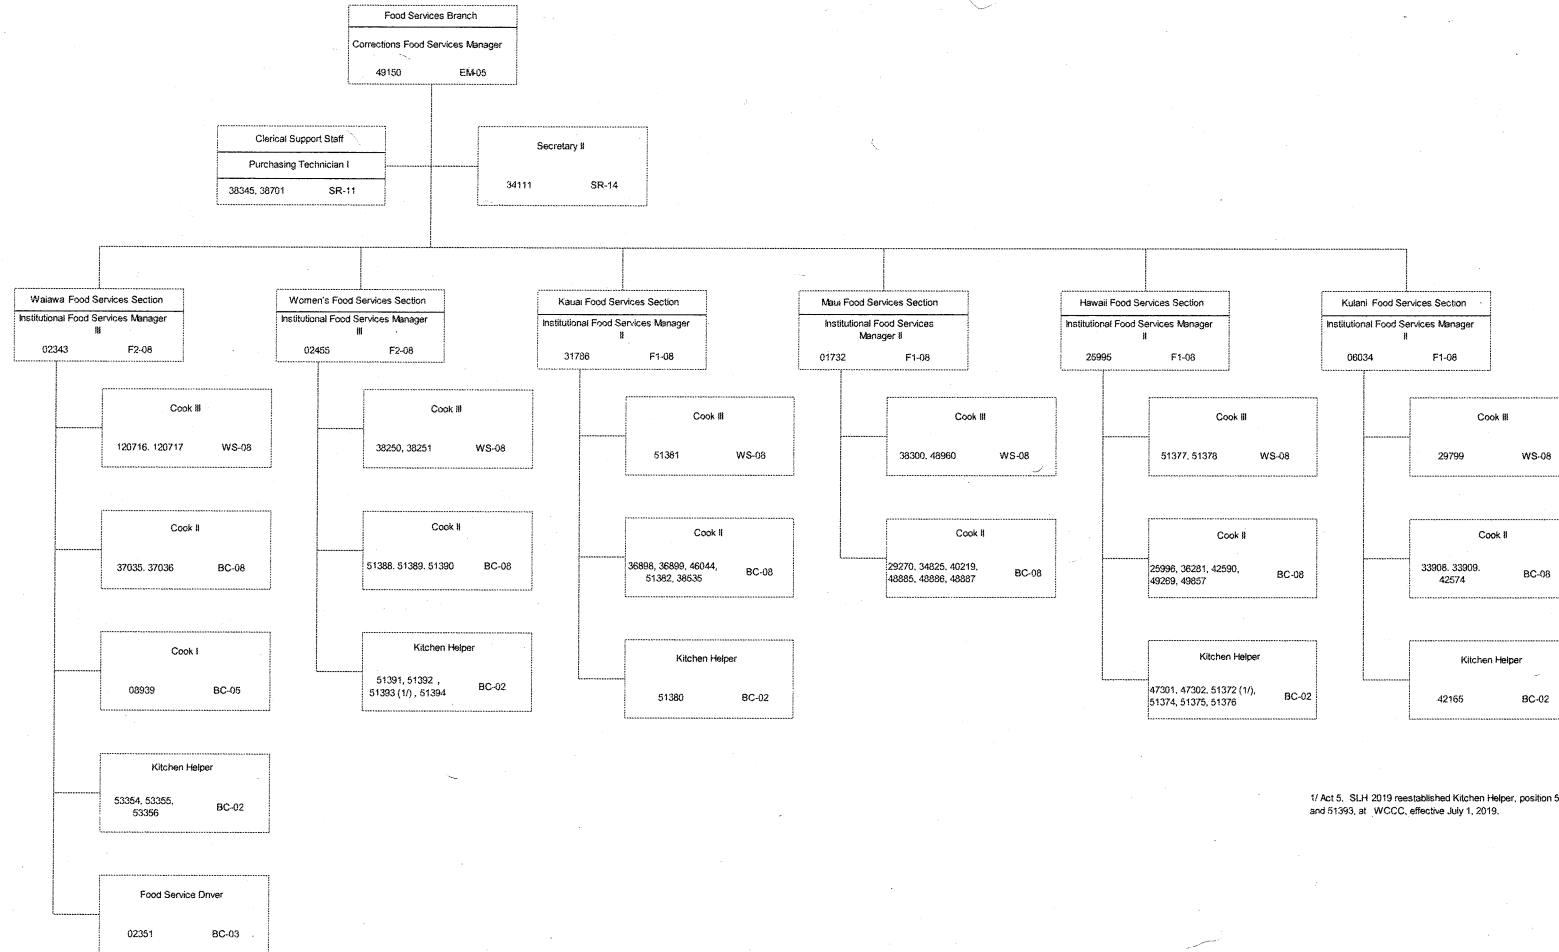 Food Services Branch
Corrections Food Services Manager
49150 EM-05
Clerical Support Staff
Purchasing Technician I
38345, 38701 SR-11
Secretary II
34111 SR-14
Waiawa Food Services Section
Institutional Food Services Manager
III
02343 F2-08
Cook III
120716. 120717 WS-08
Cook II
37035. 37036 BC-08
Cook I
08939 BC-05
Kitchen Helper
53354, 53355,
53356 BC-02
Food Service Driver
02351 BC-03
Women's Food Services Section
Institutional Food Services Manager
III
02455 F2-08
Cook III
38250, 38251 WS-08
Cook II
51388. 51389. 51390 BC-08
Kitchen Helper
51391, 51392 ,
51393 (1/) , 51394 BC-02
Kauai Food Services Section
Institutional Food Services Manager
II
31786 F1-08
Cook III
51381 WS-08
Cook II
36898, 36899, 46044,
51382, 38535 BC-08
Kitchen Helper
51380 BC-02
Maui Food Services Section
Institutional Food Services
Manager II
01732 F1-08
Cook III
38300, 48960 WS-08
Cook II
29270, 34825, 40219,
48885, 48886, 48887 BC-08
Hawaii Food Services Section
Institutional Food Services Manager
II
25995 F1-08
Cook III
51377, 51378 WS-08
Cook II
25996, 36281, 42590,
49269, 49857 BC-08
Kitchen Helper
47301, 47302, 51372 (1/),
51374, 51375, 51376 BC-02
Kulani Food Services Section
Institutional Food Services Manager
II
06034 F1-08
Cook III
29799 WS-08
Cook II
33908. 33909.
42574 BC-08
Kitchen Helper
42165 BC-02
1/ Act 5, SLH 2019 reestablished Kitchen Helper, position 5
and 51393, at WCCC, effective July 1, 2019.